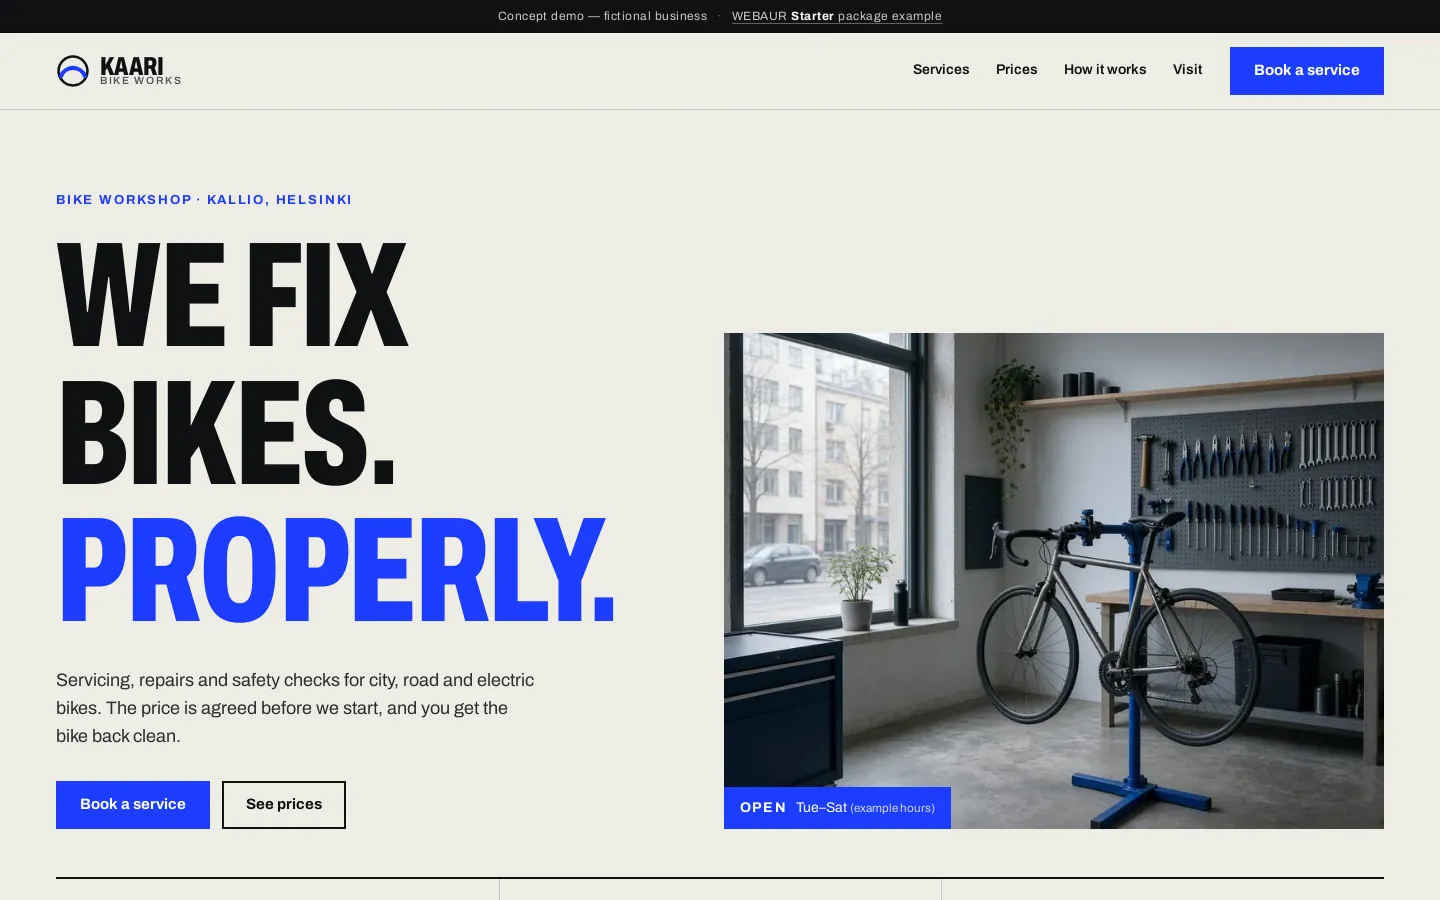 Concept demo — fictional business · WEBAUR Starter package example
KAARI
BIKE WORKS
Services
Prices
How it works
Visit
Book a service
BIKE WORKSHOP · KALLIO, HELSINKI
WE FIX
BIKES.
PROPERLY.
Servicing, repairs and safety checks for city, road and electric
bikes. The price is agreed before we start, and you get the
bike back clean.
Book a service
See prices
OPEN Tue–Sat (example hours)